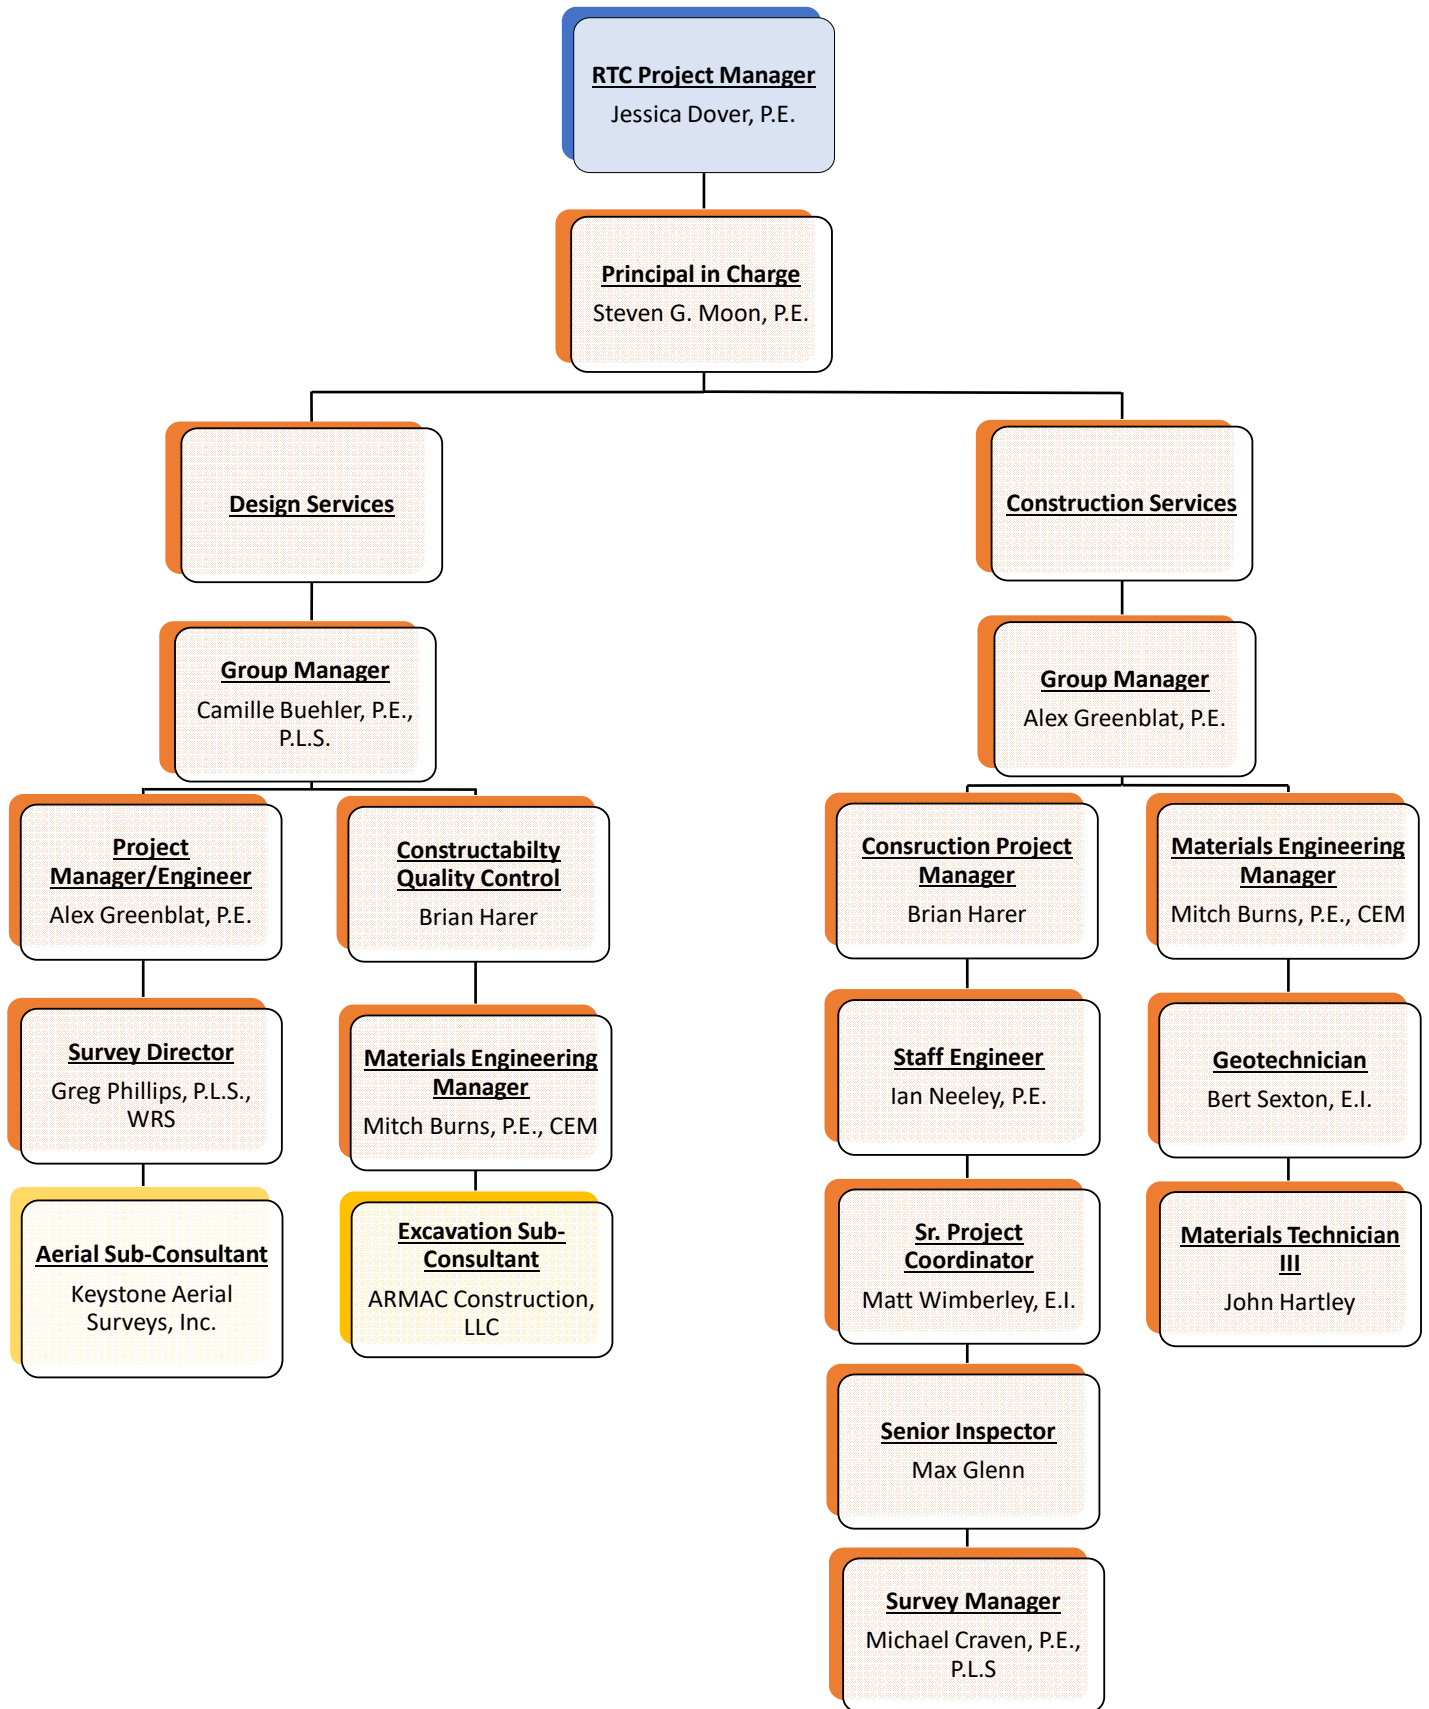 RTC Project Manager
Jessica Dover, P.E.
Principal in Charge
Steven G. Moon, P.E.
Design Services
Construction Services
Group Manager
Camille Buehler, P.E.,
P.L.S.
Group Manager
Alex Greenblat, P.E.
Project
Manager/Engineer
Alex Greenblat, P.E.
Constructabilty
Quality Control
Brian Harer
Consruction Project
Manager
Brian Harer
Materials Engineering
Manager
Mitch Burns, P.E., CEM
Survey Director
Greg Phillips, P.L.S.,
WRS
Materials Engineering
Manager
Mitch Burns, P.E., CEM
Staff Engineer
Ian Neeley, P.E.
Geotechnician
Bert Sexton, E.I.
Aerial Sub-Consultant
Keystone Aerial
Surveys, Inc.
Excavation Sub-
Consultant
ARMAC Construction,
LLC
Sr. Project
Coordinator
Matt Wimberley, E.I.
Materials Technician
III
John Hartley
Senior Inspector
Max Glenn
Survey Manager
Michael Craven, P.E.,
P.L.S